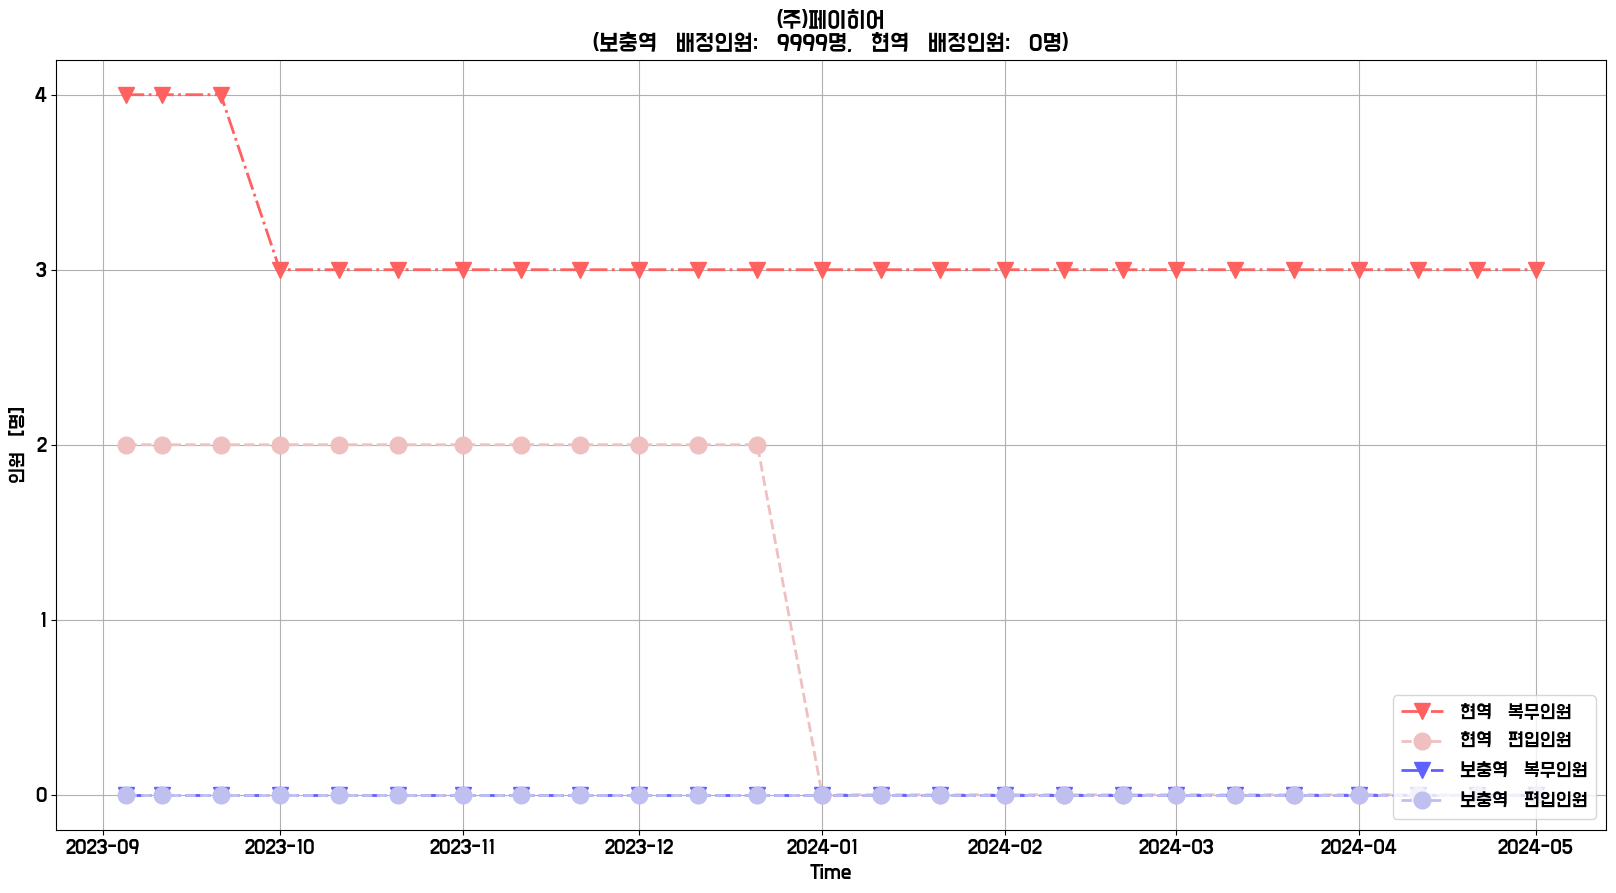 (주)페이히어
(보충역 배정인원: 9999명, 현역 배정인원: 0명)
4
3
2
1
0
인원 [명]
현역 복무인원
현역 편입인원
보충역 복무인원
보충역 편입인원
2023-09 2023-10 2023-11 2023-12 2024-01 2024-02 2024-03 2024-04 2024-05
Time